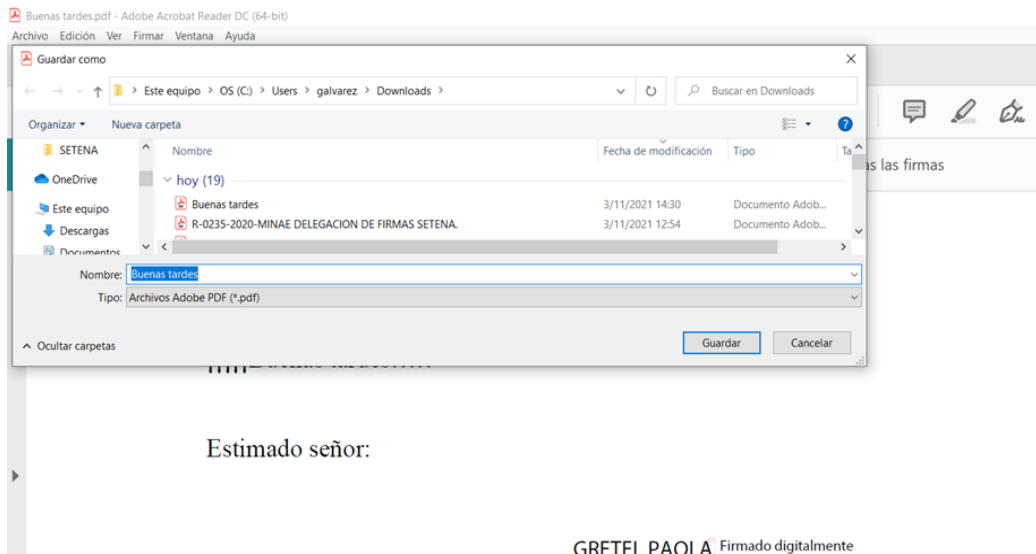 Buenas tardes.pdf - Adobe Acrobat Reader DC (64-bit)
Archivo Edición Ver Firmar Ventana Ayuda
Guardar como
Este equipo > OS (C:) > Users > galvarez > Downloads >
Buscar en Downloads
Organizar
Nueva carpeta
as las firmas
SETENA
OneDrive
Este equipo
Descargas
Documentos
Nombre Fecha de modificación Tipo Ta
hoy (19)
Buenas tardes 3/11/2021 14:30 Documento Adob...
R-0235-2020-MINAE DELEGACION DE FIRMAS SETENA. 3/11/2021 12:54 Documento Adob...
Nombre: Buenas tardes
Tipo: Archivos Adobe PDF (*.pdf)
Ocultar carpetas
Guardar
Cancelar
Estimado señor:
GRETEL PAOLA Firmado digitalmente